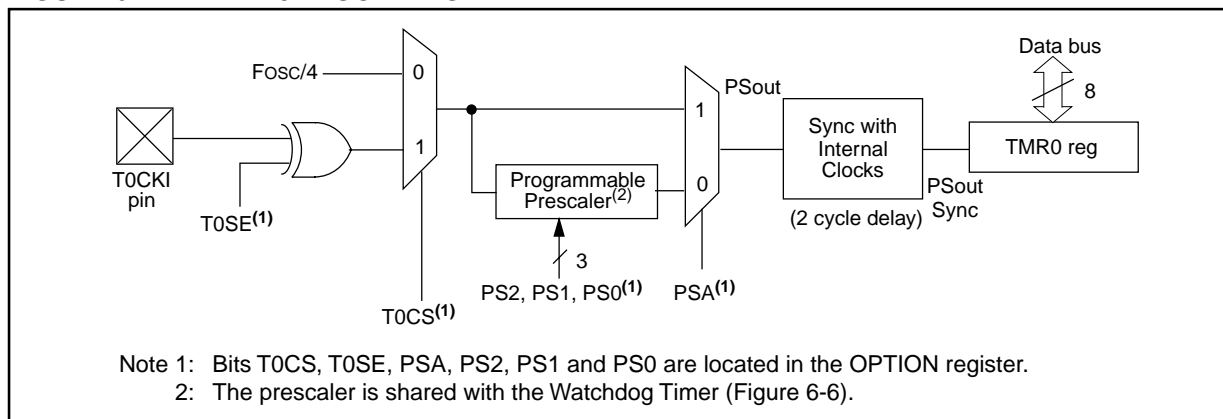 Data bus
FOSC/4
0
PSout
8
1
Sync with
Internal
Clocks
TMR0 reg
1
T0CKI
pin
Programmable
Prescaler(2)
0
PSout
Sync
T0SE(1)
(2 cycle delay)
3
PS2, PS1, PS0(1)
PSA(1)
T0CS(1)
Note 1: Bits T0CS, T0SE, PSA, PS2, PS1 and PS0 are located in the OPTION register.
2: The prescaler is shared with the Watchdog Timer (Figure 6-6).